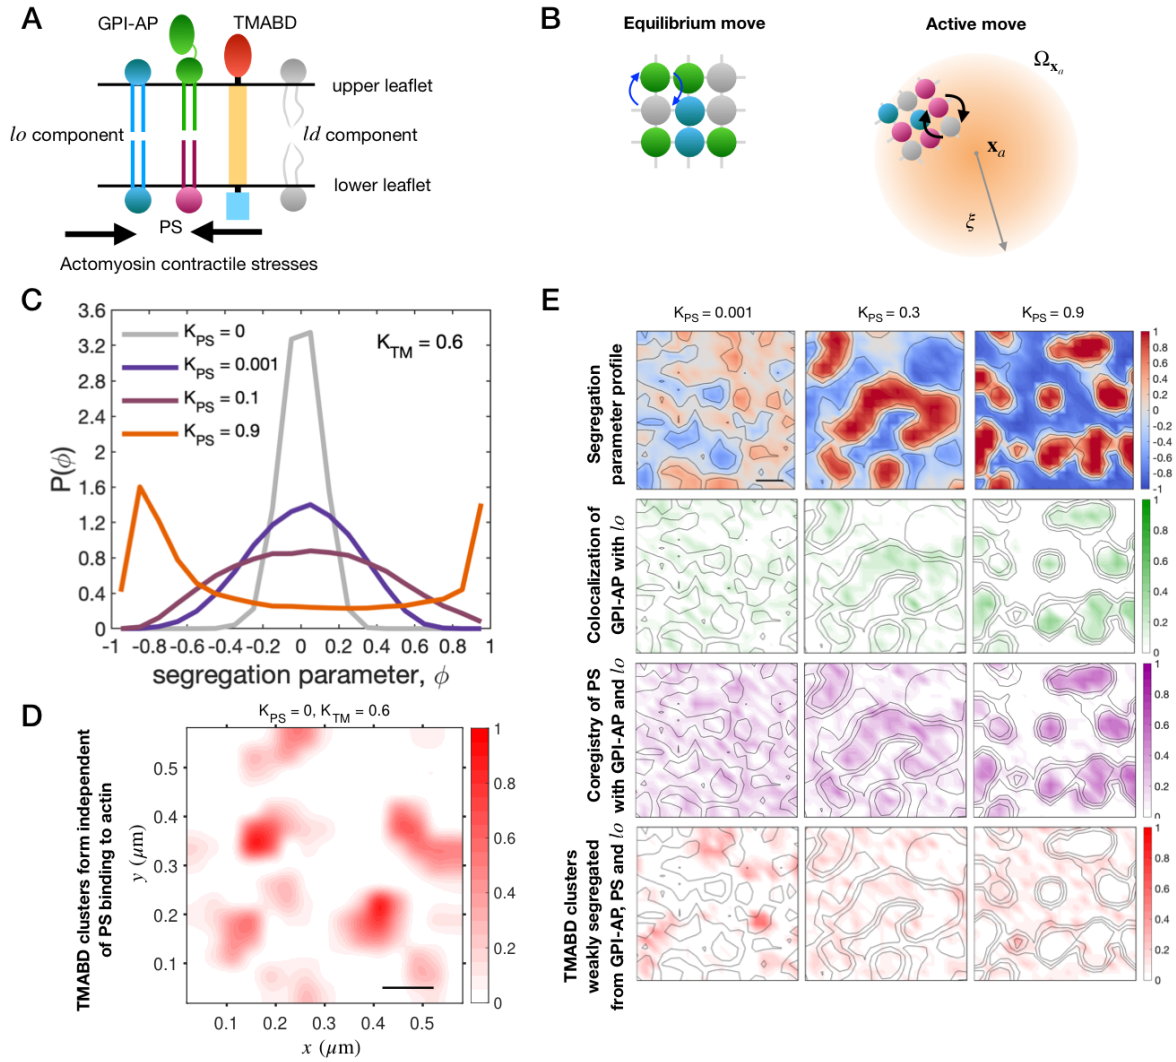 A
GPI-AP
TMABD
upper leaflet
lo component
ld component
lower leaflet
PS
Actomyosin contractile stresses
B
Equilibrium move
Active move
Ωxa
xa
ξ
C
3.6
3.2
2.8
2.4
2
1.6
1.2
0.8
0.4
0
P(ϕ)
KPS = 0
KPS = 0.001
KPS = 0.1
KPS = 0.9
KTM = 0.6
-1 -0.8 -0.6 -0.4 -0.2 0 0.2 0.4 0.6 0.8 1
segregation parameter, ϕ
D
KPS = 0, KTM = 0.6
TMABD clusters form independent
of PS binding to actin
y (μm)
0.5
0.4
0.3
0.2
0.1
0.1 0.2 0.3 0.4 0.5
x (μm)
1
0.8
0.6
0.4
0.2
0
E
KPS = 0.001 KPS = 0.3 KPS = 0.9
Segregation
parameter profile
1
0.8
0.6
0.4
0.2
0
-0.2
-0.4
-0.6
-0.8
-1
Colocalization of
GPI-AP with lo
1
0.8
0.6
0.4
0.2
0
Coregistry of PS
with GPI-AP and lo
1
0.8
0.6
0.4
0.2
0
TMABD clusters
weakly segregated
from GPI-AP, PS and lo
1
0.8
0.6
0.4
0.2
0